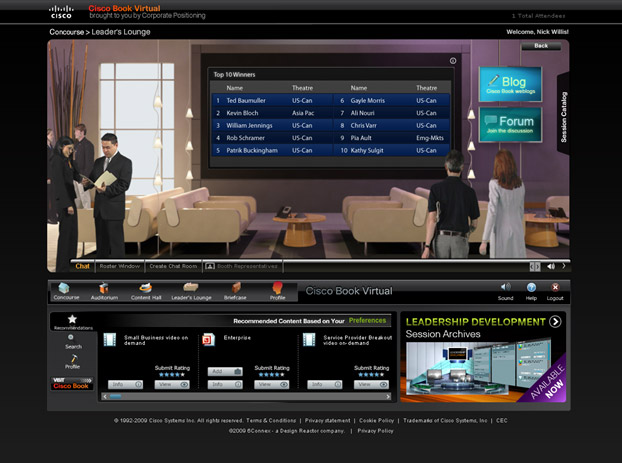 CISCO
Cisco Book Virtual
brought to you by Corporate Positioning
1 Total Attendees
Concourse > Leader's Lounge
Welcome, Nick Willis!
Back
Top 10 Winners
Name Theatre Name Theatre
1 Ted Baumuller US-Can 6 Gayle Morris US-Can
2 Kevin Bloch Asia Pac 7 Ali Nouri US-Can
3 William Jennings US-Can 8 Chris Varr US-Can
4 Rob Schramer US-Can 9 Pia Ault Emg-Mkts
5 Patrik Buckingham US-Can 10 Kathy Sulgit US-Can
Blog
Cisco Book weblogs
Forum
Join the discussion
Session Catalog
Chat Roster Window Create Chat Room Booth Representatives
Concourse Auditorium Content Hall Leader's Lounge Briefcase Profile
Cisco Book Virtual
Sound Help Logout
Recommendations
Search
Profile
VISIT
Cisco Book
Recommended Content Based on Your Preferences
Small Business video on demand
Submit Rating
Info View
Enterprise
Add
Submit Rating
Info View
Service Provider Breakout video on-demand
Submit Rating
Info View
LEADERSHIP DEVELOPMENT
Session Archives
AVAILABLE
NOW
© 1992-2009 Cisco Systems Inc. All rights reserved. Terms & Conditions | Privacy statement | Cookie Policy | Trademarks of Cisco Systems, Inc | CEC
©2009 6Connex - a Design Reactor company. | Privacy Policy